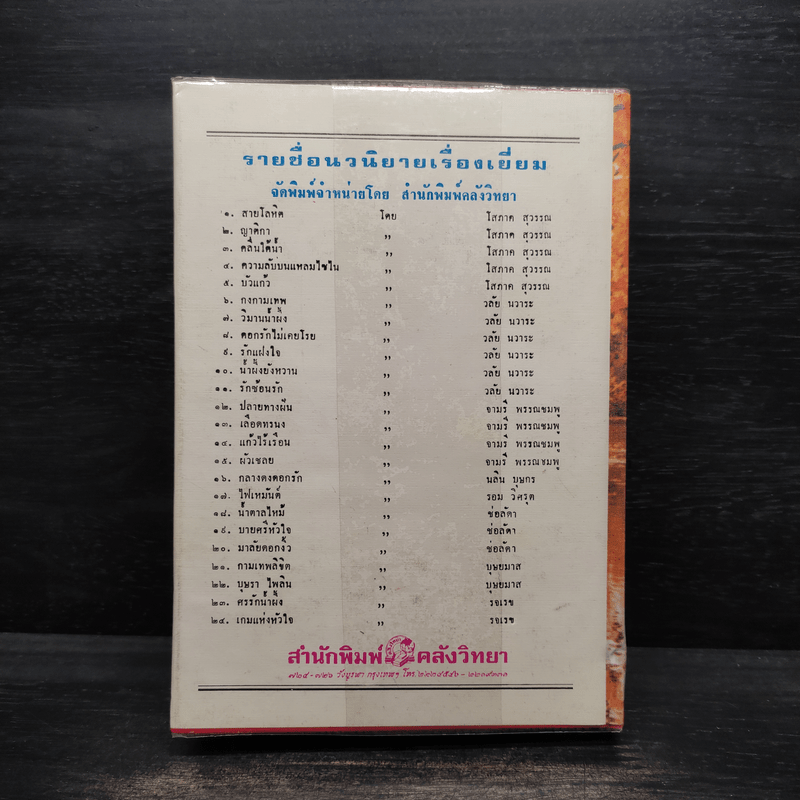 รายชื่อนวนิยายเรื่องเยี่ยม
จัดพิมพ์จำหน่ายโดย สำนักพิมพ์คลังวิทยา
๑. สายโลหิต โดย โสภาค สุวรรณ
๒. ญาติกา ,, โสภาค สุวรรณ
๓. คลื่นใต้น้ำ ,, โสภาค สุวรรณ
๔. ความลับบนแหลมไซไน ,, โสภาค สุวรรณ
๕. บัวแก้ว ,, โสภาค สุวรรณ
๖. กงกามเทพ ,, วลัย นวาระ
๗. วิมานน้ำผึ้ง ,, วลัย นวาระ
๘. ดอกรักไม่เคยโรย ,, วลัย นวาระ
๙. รักแฝงใจ ,, วลัย นวาระ
๑๐. น้ำผึ้งยังหวาน ,, วลัย นวาระ
๑๑. รักซ้อนรัก ,, วลัย นวาระ
๑๒. ปลายทางฝัน ,, จามรี พรรณชมพู
๑๓. เลือดทรนง ,, จามรี พรรณชมพู
๑๔. แก้วไร้เรือน ,, จามรี พรรณชมพู
๑๕. ผัวเชลย ,, จามรี พรรณชมพู
๑๖. กลางดงดอกรัก ,, นลิน บุษกร
๑๗. ไฟเหมันต์ ,, รอม วิศรุต
๑๘. น้ำตาลไหม้ ,, ช่อลัดา
๑๙. บายศรีหัวใจ ,, ช่อลัดา
๒๐. มาลัยดอกงิ้ว ,, ช่อลัดา
๒๑. กามเทพลิขิต ,, บุษยมาส
๒๒. บุษรา ไพลิน ,, บุษยมาส
๒๓. ศรรักน้ำผึ้ง ,, รจเรข
๒๔. เกมแห่งหัวใจ ,, รจเรข
สำนักพิมพ์ คลังวิทยา
๗๒๔-๗๒๖ วังบูรพา กรุงเทพฯ โทร.